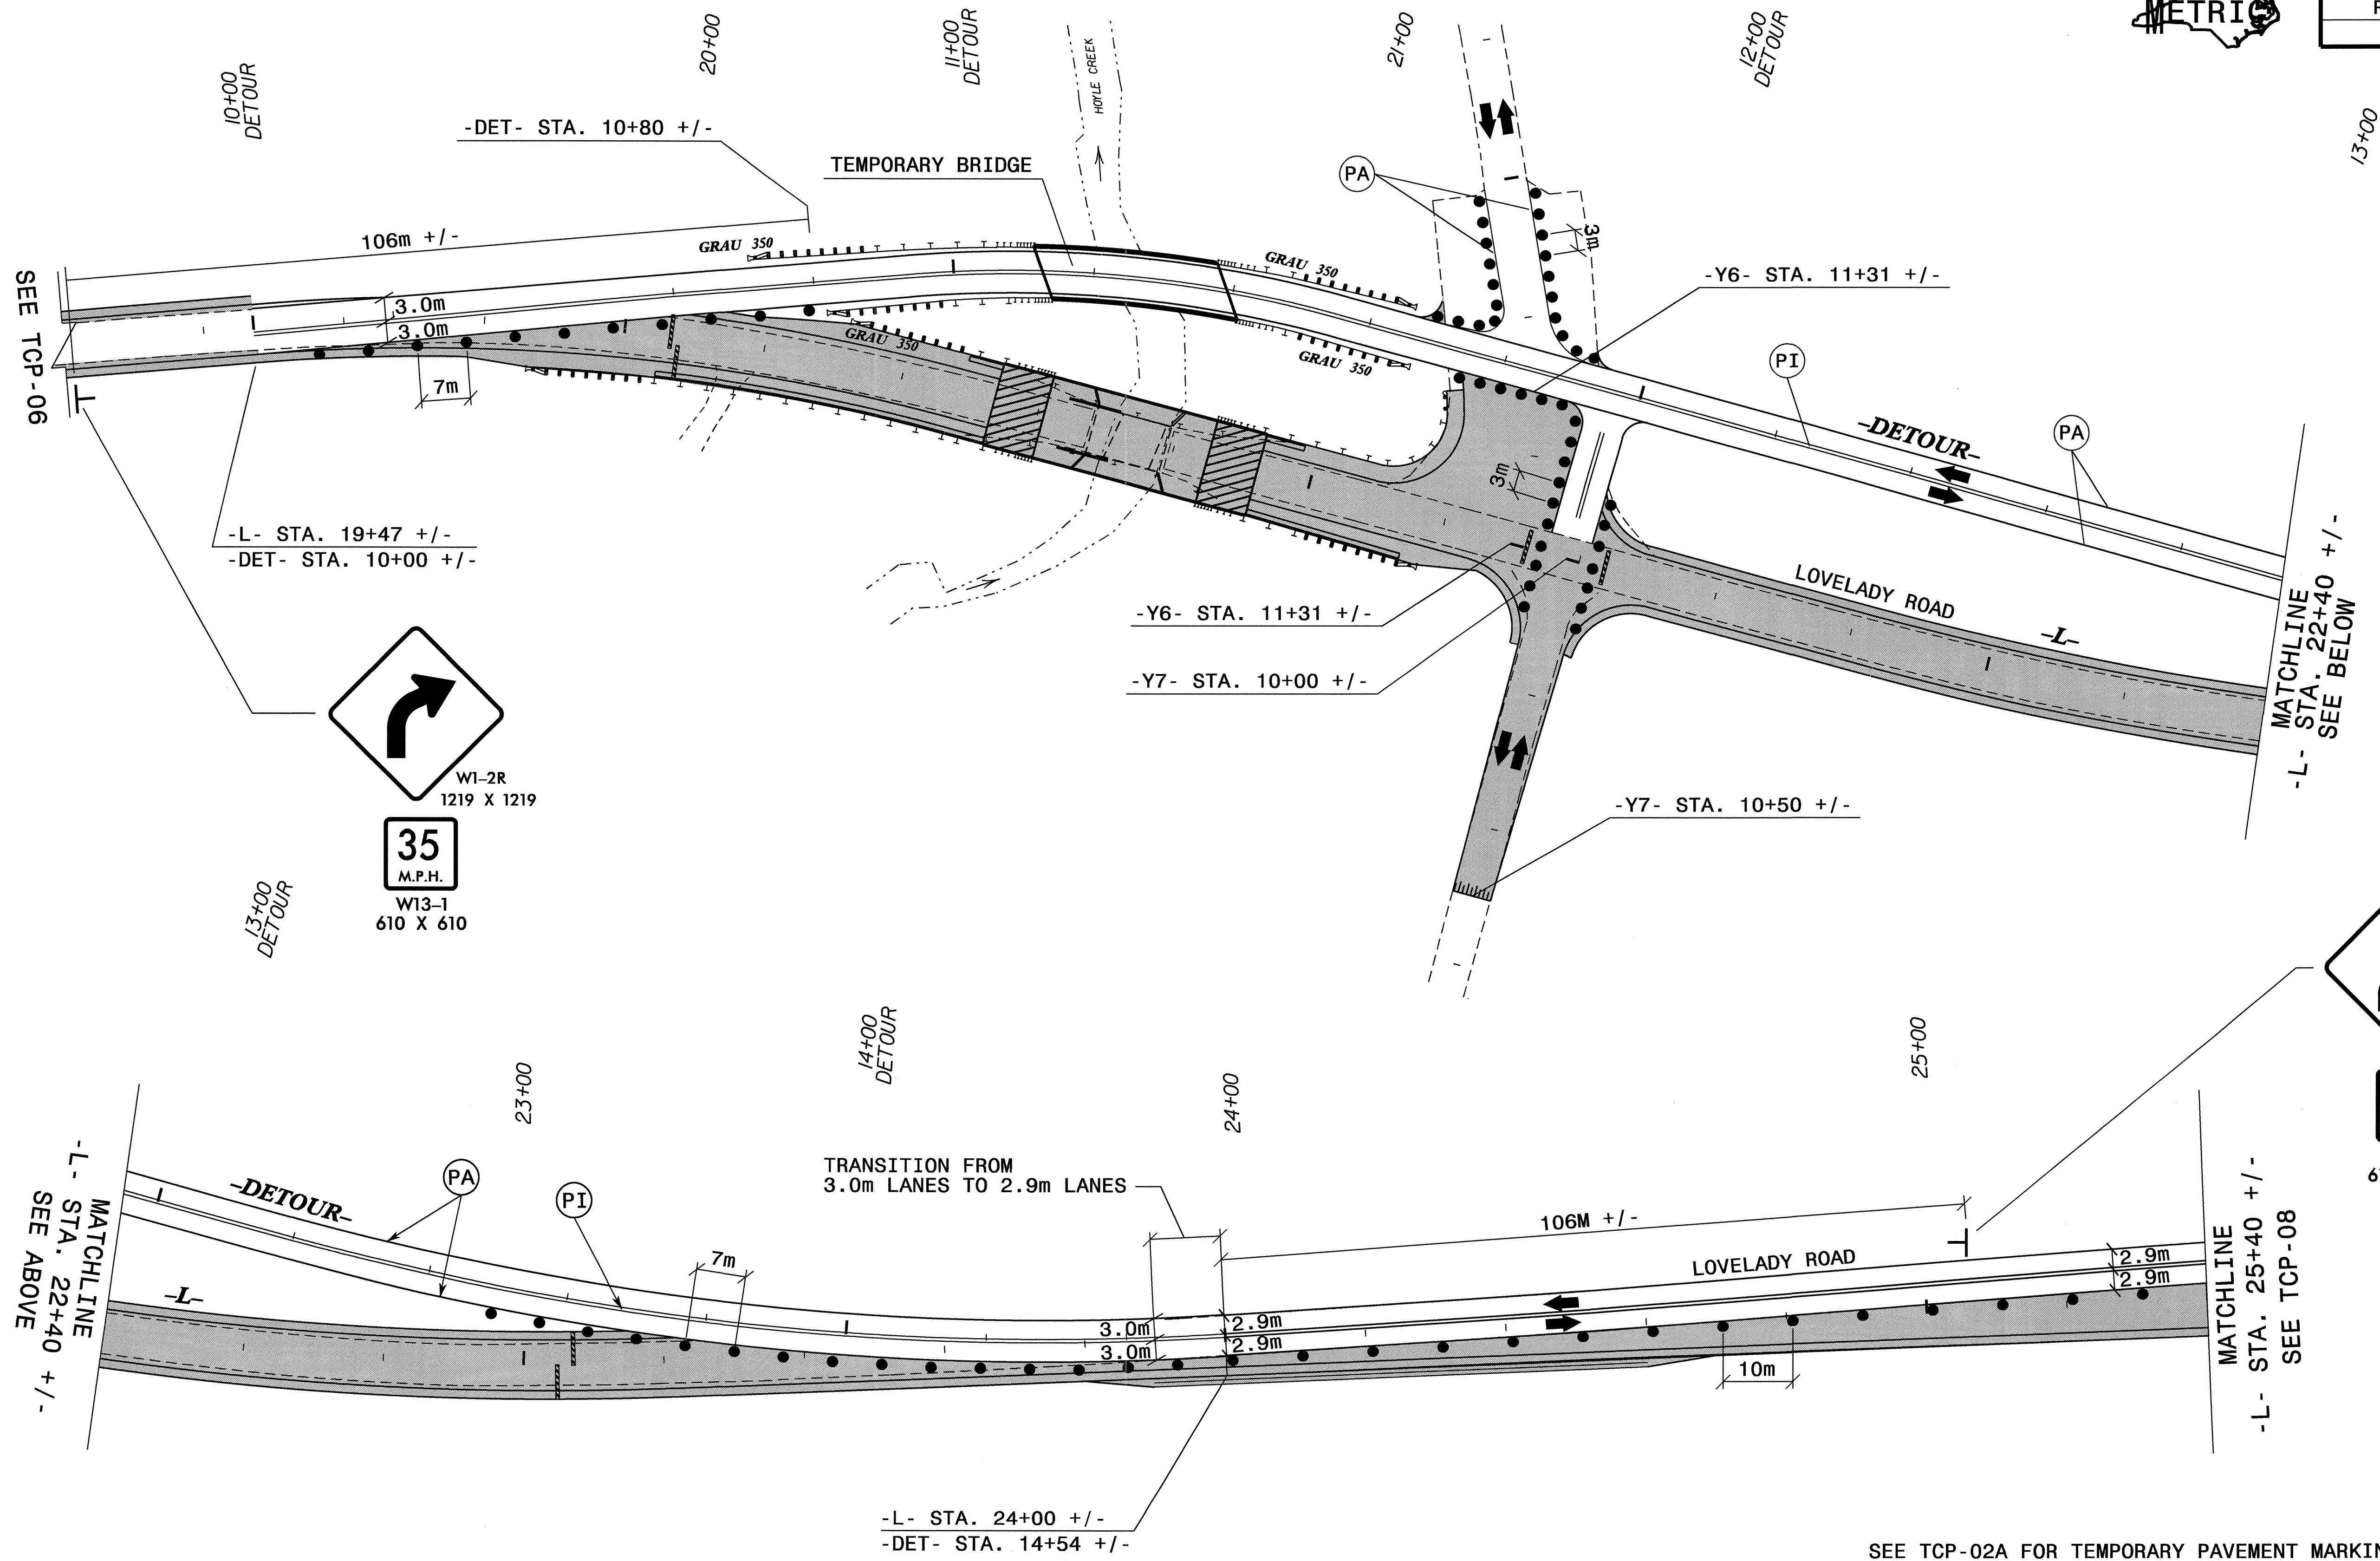 METRIC
10+00
DETOUR
20+00
11+00
DETOUR
HOYLE CREEK
21+00
12+00
DETOUR
13+00
-DET- STA. 10+80 +/-
TEMPORARY BRIDGE
PA
106m +/-
GRAU 350
GRAU 350
3m
-Y6- STA. 11+31 +/-
SEE TCP-06
3.0m
3.0m
GRAU 350
GRAU 350
PI
7m
-DETOUR-
PA
3m
-L- STA. 19+47 +/-
-DET- STA. 10+00 +/-
LOVELADY ROAD
-L-
-Y6- STA. 11+31 +/-
-Y7- STA. 10+00 +/-
MATCHLINE
-L- STA. 22+40 +/-
SEE BELOW
W1-2R
1219 X 1219
35
M.P.H.
W13-1
610 X 610
-Y7- STA. 10+50 +/-
13+00
DETOUR
23+00
14+00
DETOUR
24+00
25+00
TRANSITION FROM
3.0m LANES TO 2.9m LANES
PA
PI
-DETOUR-
7m
106M +/-
LOVELADY ROAD
-L-
3.0m
3.0m
2.9m
2.9m
2.9m
2.9m
10m
MATCHLINE
-L- STA. 22+40 +/-
SEE ABOVE
MATCHLINE
-L- STA. 25+40 +/-
SEE TCP-08
-L- STA. 24+00 +/-
-DET- STA. 14+54 +/-
SEE TCP-02A FOR TEMPORARY PAVEMENT